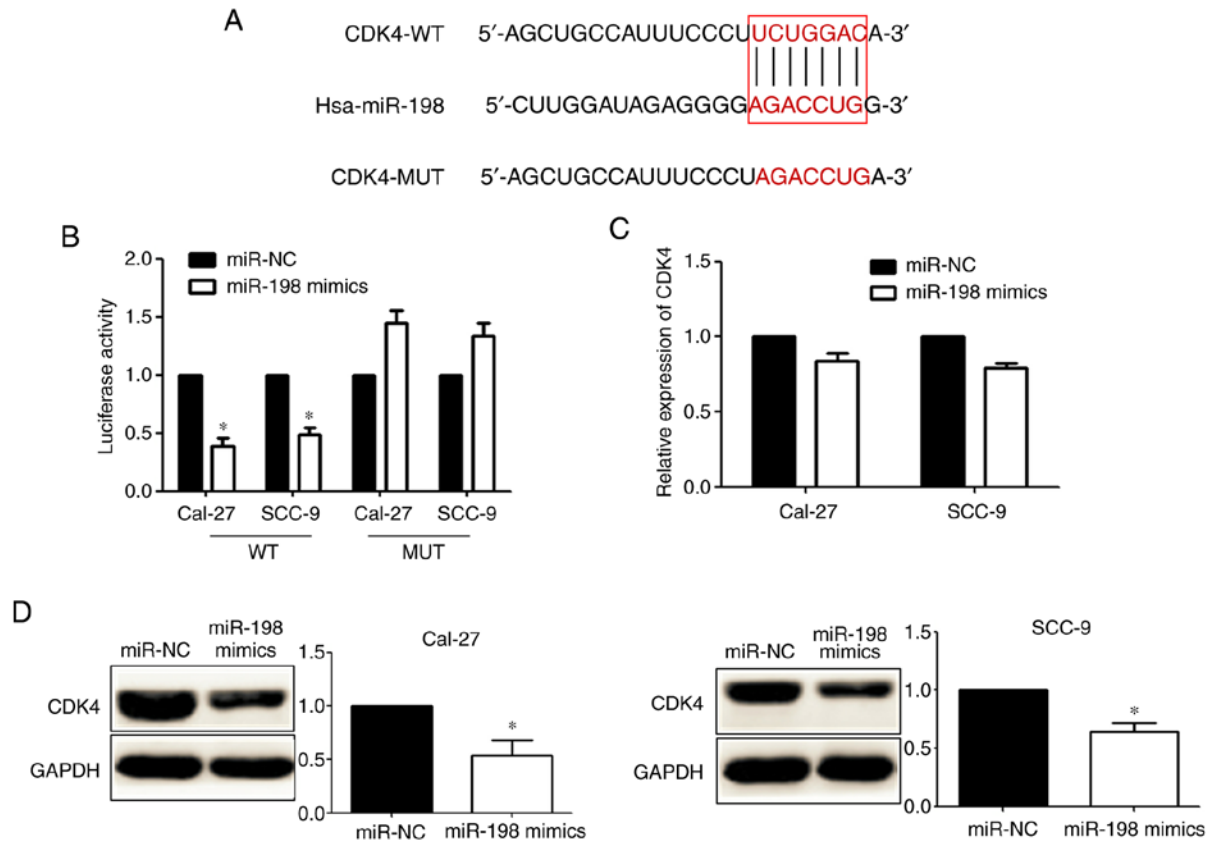 A
CDK4-WT 5′-AGCUGCCAUUUCCCUUCUGGACA-3′
Hsa-miR-198 5′-CUUGGAUAGAGGGGAGACCUGG-3′
CDK4-MUT 5′-AGCUGCCAUUUCCCUAGACCUGA-3′
B
miR-NC
miR-198 mimics
Luciferase activity
2.0
1.5
1.0
0.5
0.0
* *
Cal-27 SCC-9 Cal-27 SCC-9
WT MUT
C
miR-NC
miR-198 mimics
Relative expression of CDK4
1.5
1.0
0.5
0.0
Cal-27 SCC-9
D
miR-NC miR-198
mimics
CDK4
GAPDH
Cal-27
1.5
1.0
0.5
0.0
*
miR-NC miR-198 mimics
miR-NC miR-198
mimics
CDK4
GAPDH
SCC-9
1.5
1.0
0.5
0.0
*
miR-NC miR-198 mimics